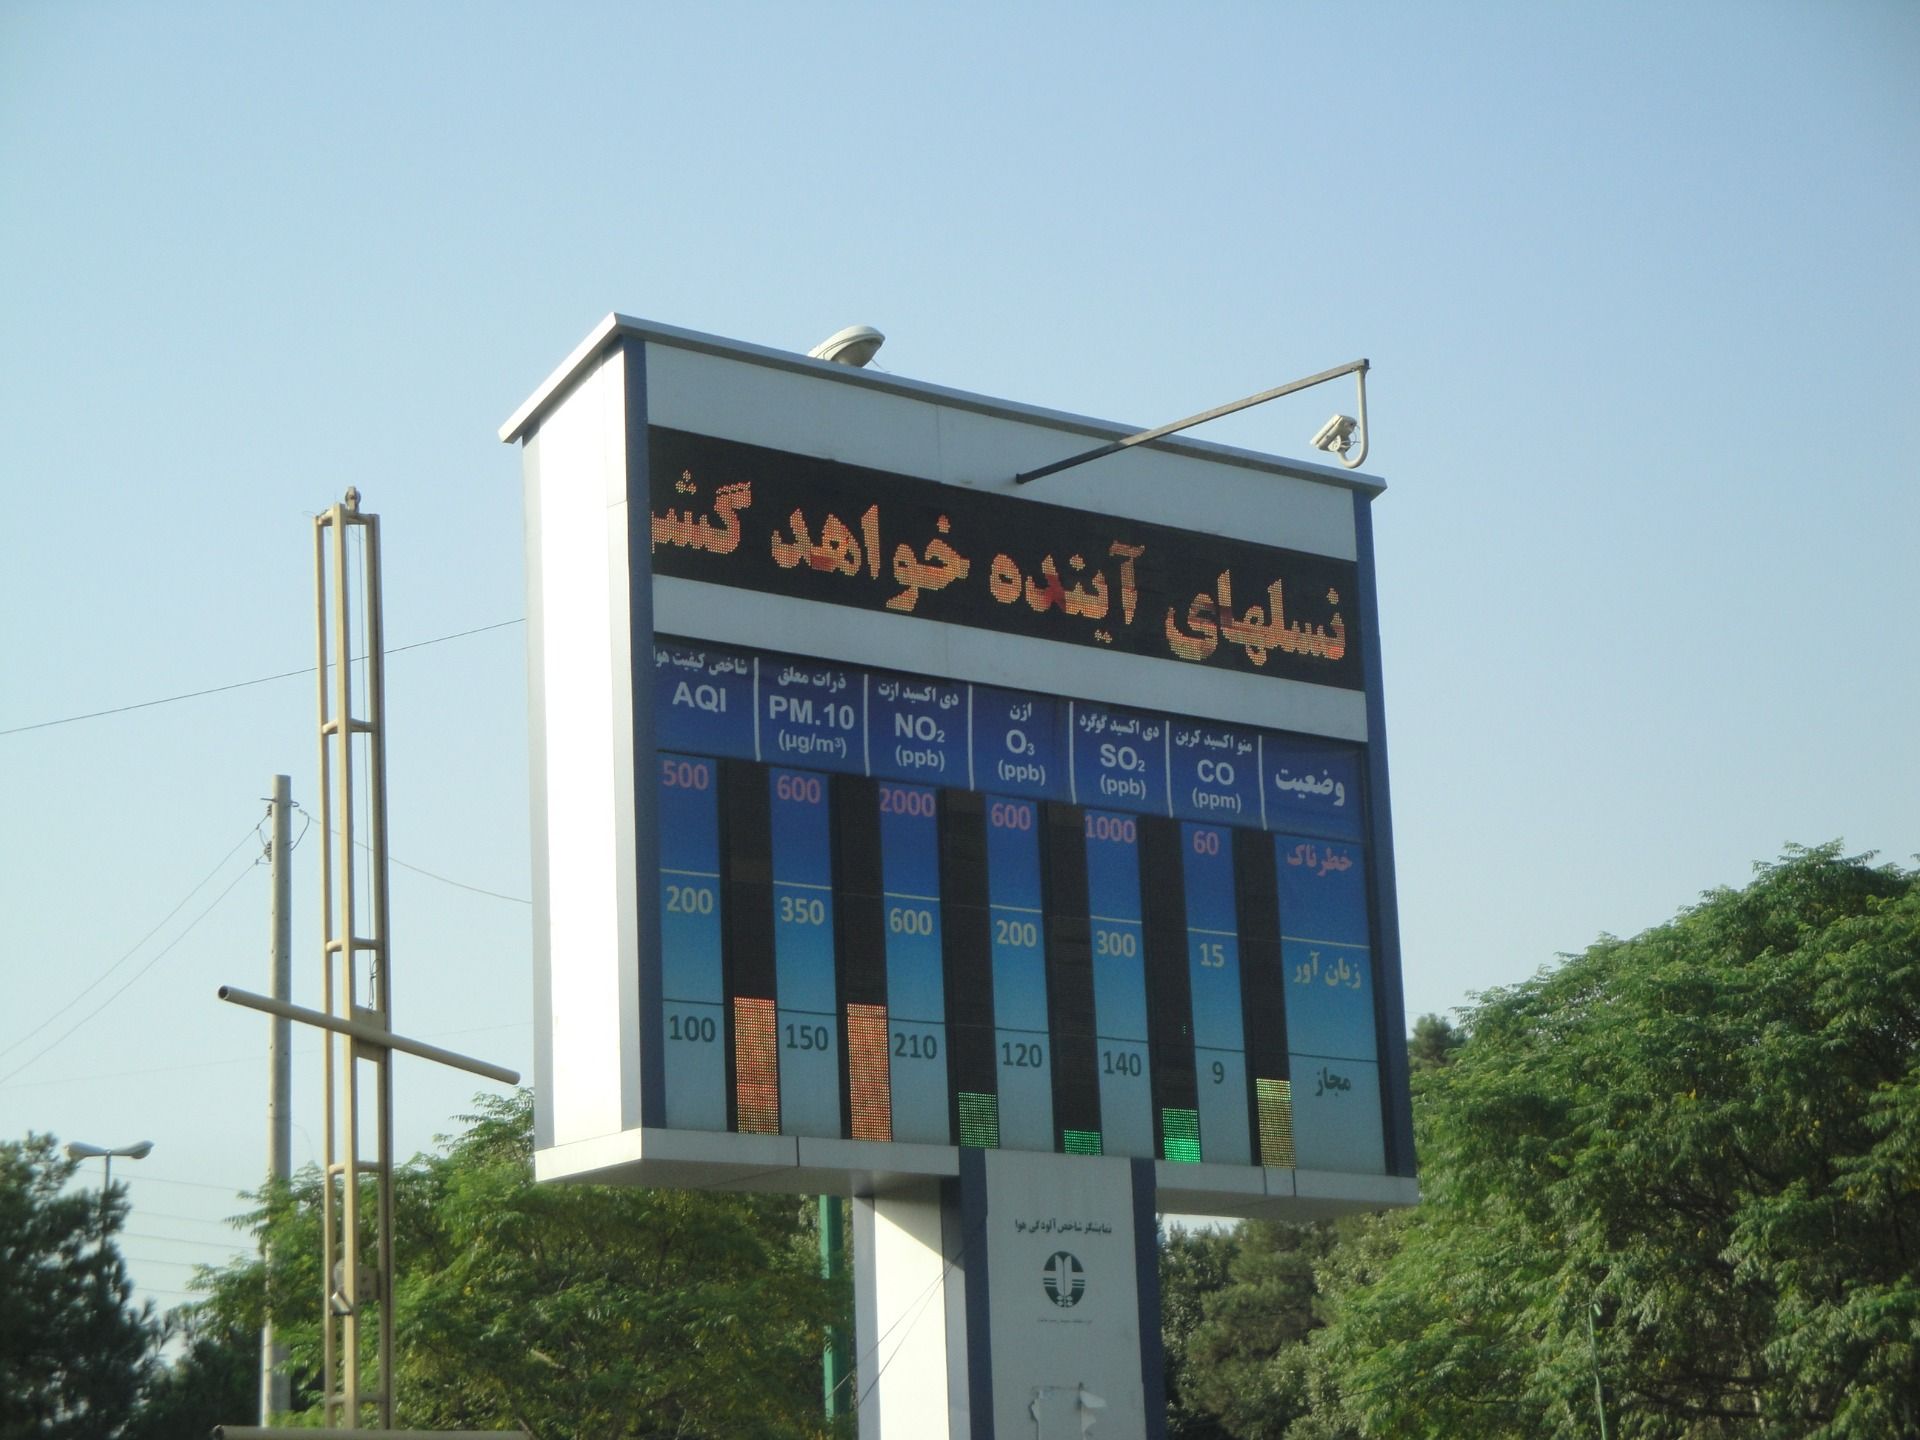 نسلهای آینده خواهد گش
وضعیت
منو اکسید کربن
CO
(ppm)
دی اکسید گوگرد
SO₂
(ppb)
ازن
O₃
(ppb)
دی اکسید ازت
NO₂
(ppb)
ذرات معلق
PM.10
(µg/m³)
شاخص کیفیت هوا
AQI
خطرناک 60 1000 600 2000 600 500
زیان آور 15 300 200 600 350 200
مجاز 9 140 120 210 150 100
نمایشگر شاخص آلودگی هوا